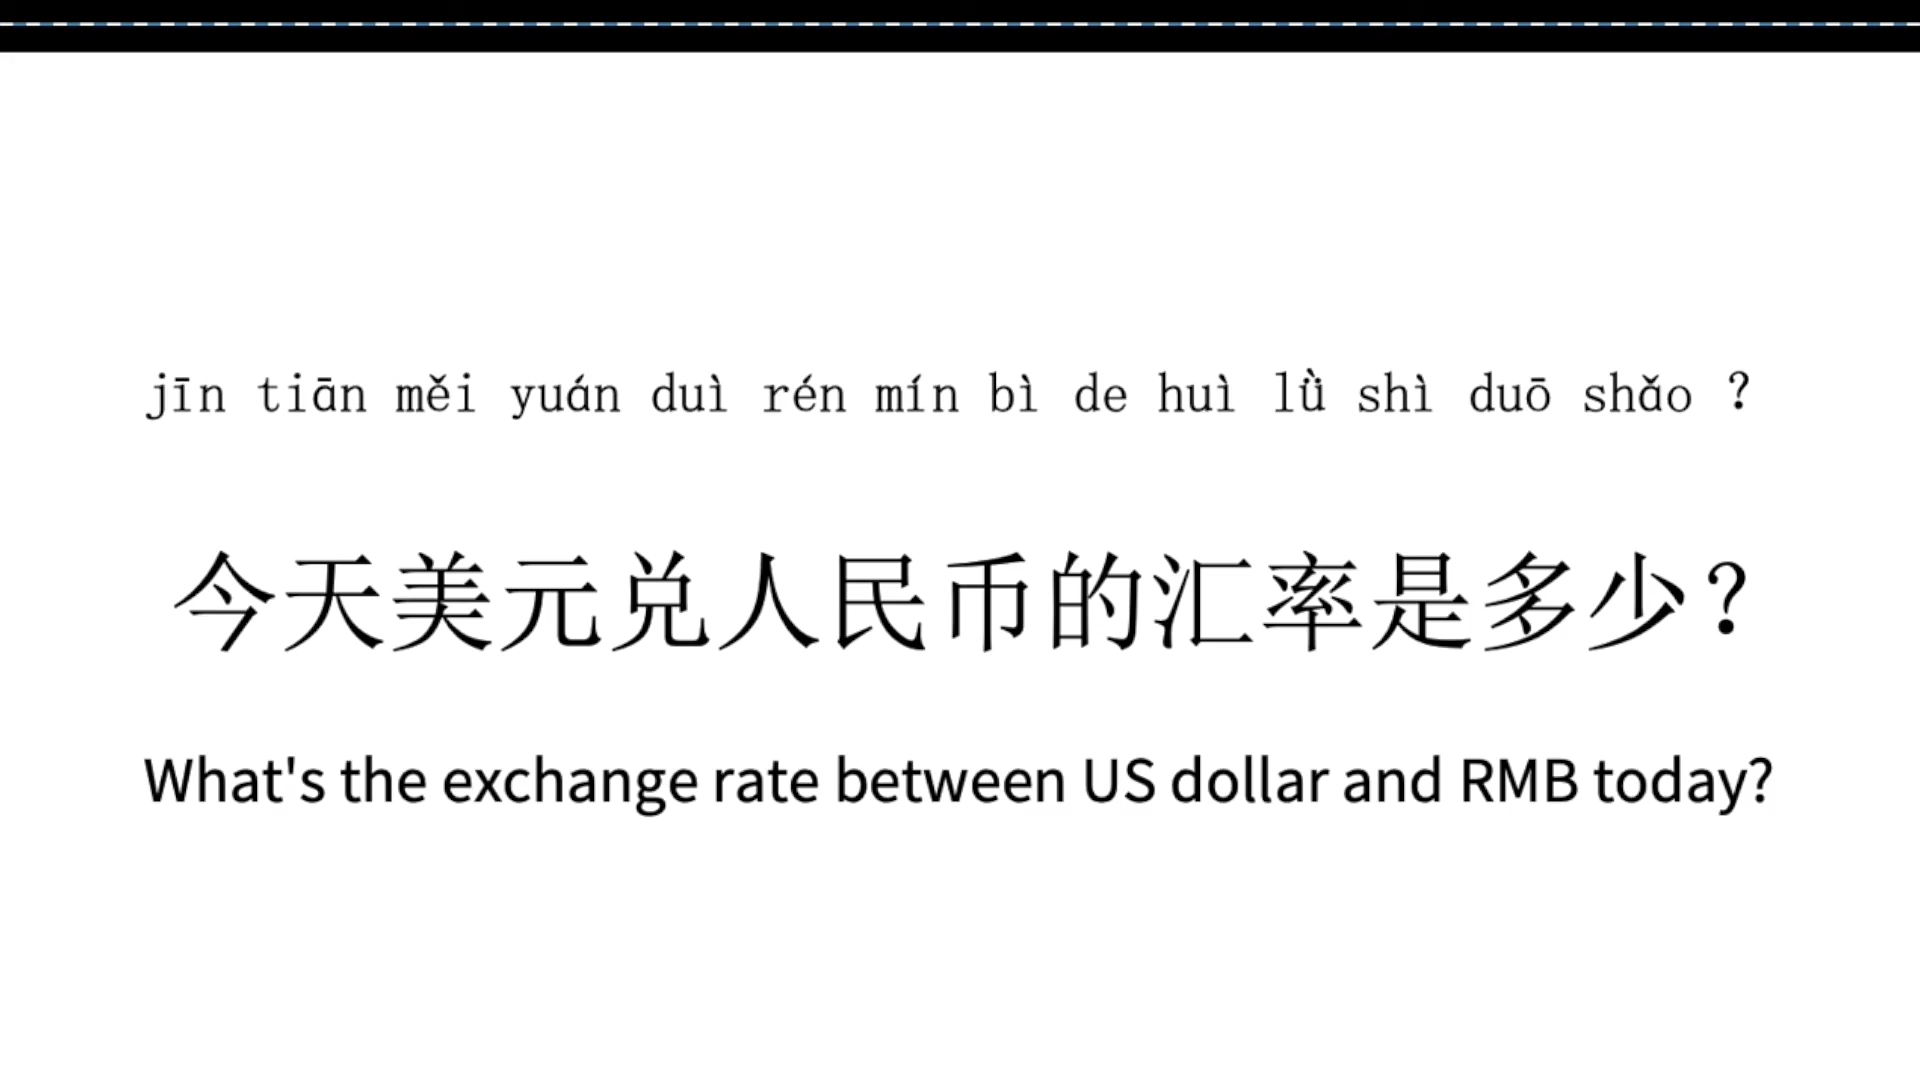 jīn tiān měi yuán duì rén mín bì de huì lǜ shì duō shǎo ?
今天美元兑人民币的汇率是多少？
What's the exchange rate between US dollar and RMB today?